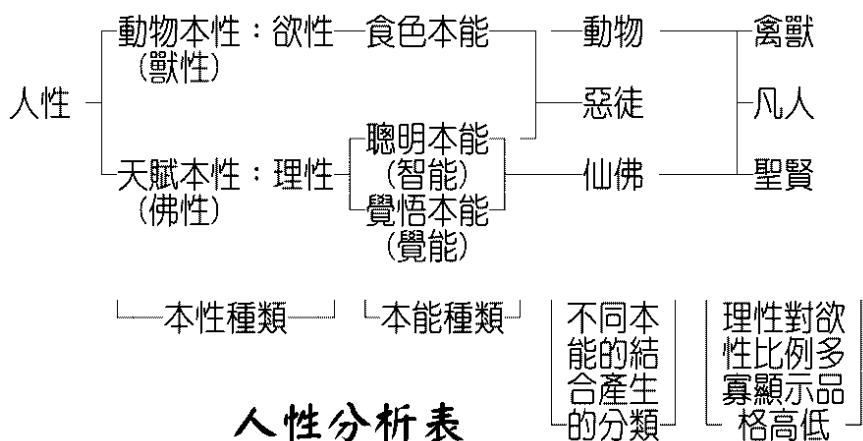 動物本性：欲性 食色本能 動物 禽獸
(獸性)
人性 惡徒 凡人
聰明本能
天賦本性：理性 (智能) 仙佛 聖賢
(佛性) 覺悟本能
(覺能)
本性種類 本能種類
不同本
能的結
合產生
的分類
理性對欲
性比例多
寡顯示品
格高低
人性分析表